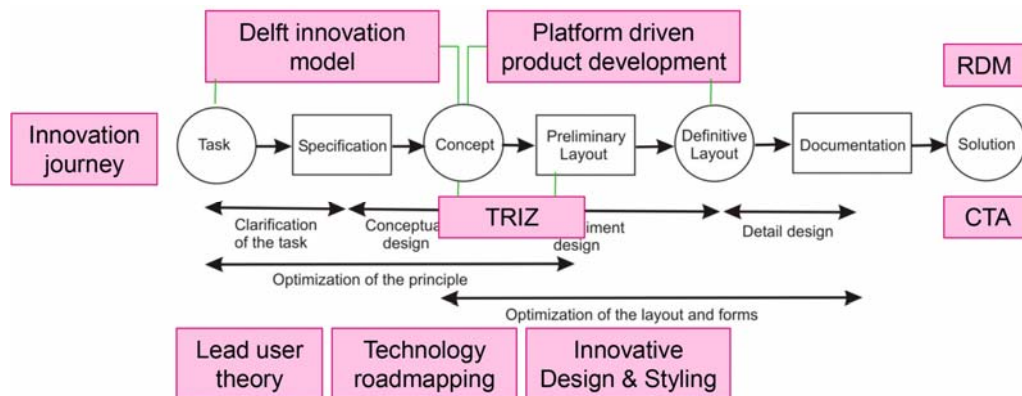 Delft innovation
model
Platform driven
product development
RDM
Innovation
journey
Task
Specification
Concept
Preliminary
Layout
Definitive
Layout
Documentation
Solution
TRIZ
CTA
Clarification
of the task
Conceptua
design
iment
design
Detail design
Optimization of the principle
Optimization of the layout and forms
Lead user
theory
Technology
roadmapping
Innovative
Design & Styling